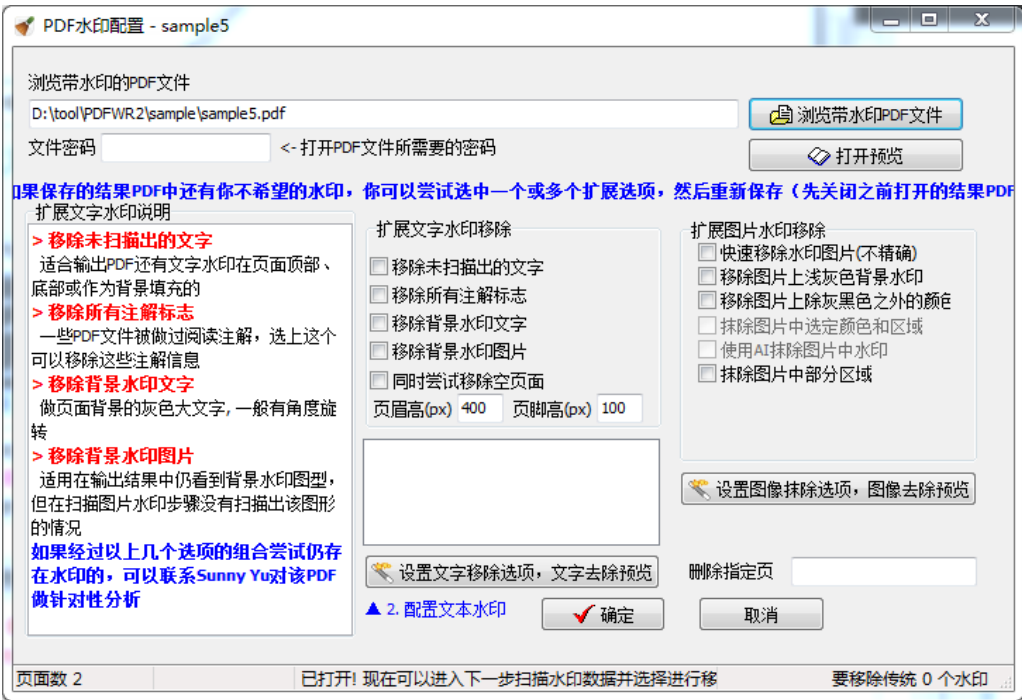 PDF水印配置 - sample5
浏览带水印的PDF文件
D:\tool\PDFWR2\sample\sample5.pdf
浏览带水印PDF文件
文件密码
<- 打开PDF文件所需要的密码
打开预览
如果保存的结果PDF中还有你不希望的水印，你可以尝试选中一个或多个扩展选项，然后重新保存（先关闭之前打开的结果PDF
扩展文字水印说明
> 移除未扫描出的文字
适合输出PDF还有文字水印在页面顶部、
底部或作为背景填充的
> 移除所有注解标志
一些PDF文件被做过阅读注解，选上这个
可以移除这些注解信息
> 移除背景水印文字
做页面背景的灰色大文字, 一般有角度旋
转
> 移除背景水印图片
适用在输出结果中仍看到背景水印图型，
但在扫描图片水印步骤没有扫描出该图形
的情况
如果经过以上几个选项的组合尝试仍存
在水印的，可以联系Sunny Yu对该PDF
做针对性分析
扩展文字水印移除
移除未扫描出的文字
移除所有注解标志
移除背景水印文字
移除背景水印图片
同时尝试移除空页面
页眉高(px) 400 页脚高(px) 100
设置文字移除选项，文字去除预览
▲ 2. 配置文本水印
扩展图片水印移除
快速移除水印图片(不精确)
移除图片上浅灰色背景水印
移除图片上除灰黑色之外的颜色
抹除图片中选定颜色和区域
使用AI抹除图片中水印
抹除图片中部分区域
设置图像抹除选项，图像去除预览
删除指定页
确定
取消
页面数 2
已打开! 现在可以进入下一步扫描水印数据并选择进行移
要移除传统 0 个水印